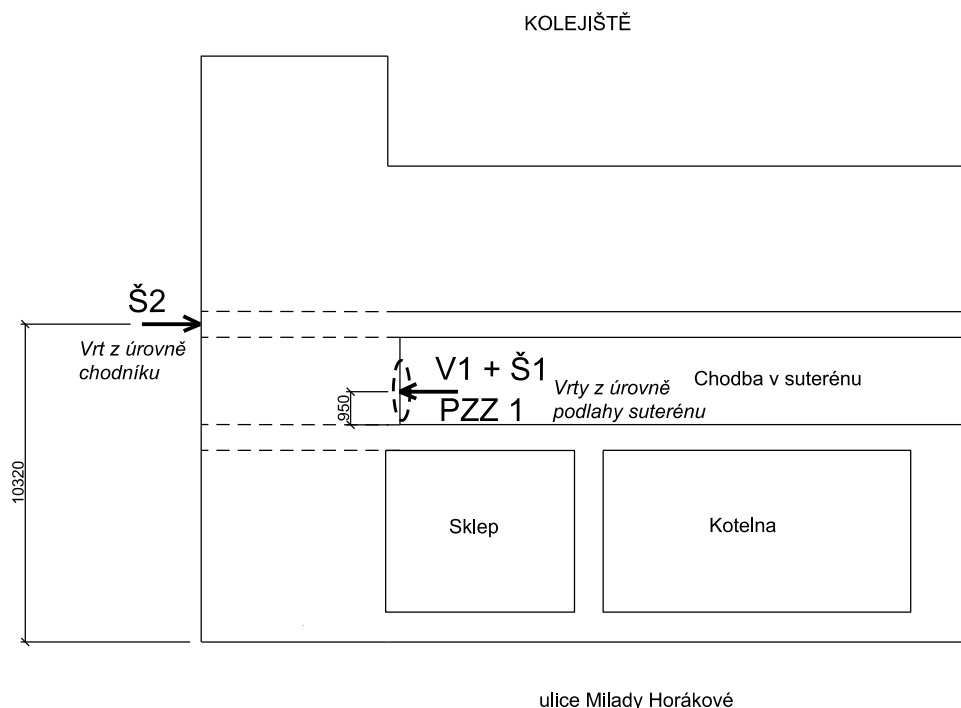 KOLEJIŠTĚ
Š2
Vrt z úrovně
chodníku
V1 + Š1
PZZ 1
Vrty z úrovně
podlahy suterénu
Chodba v suterénu
950
10320
Sklep
Kotelna
ulice Milady Horákové